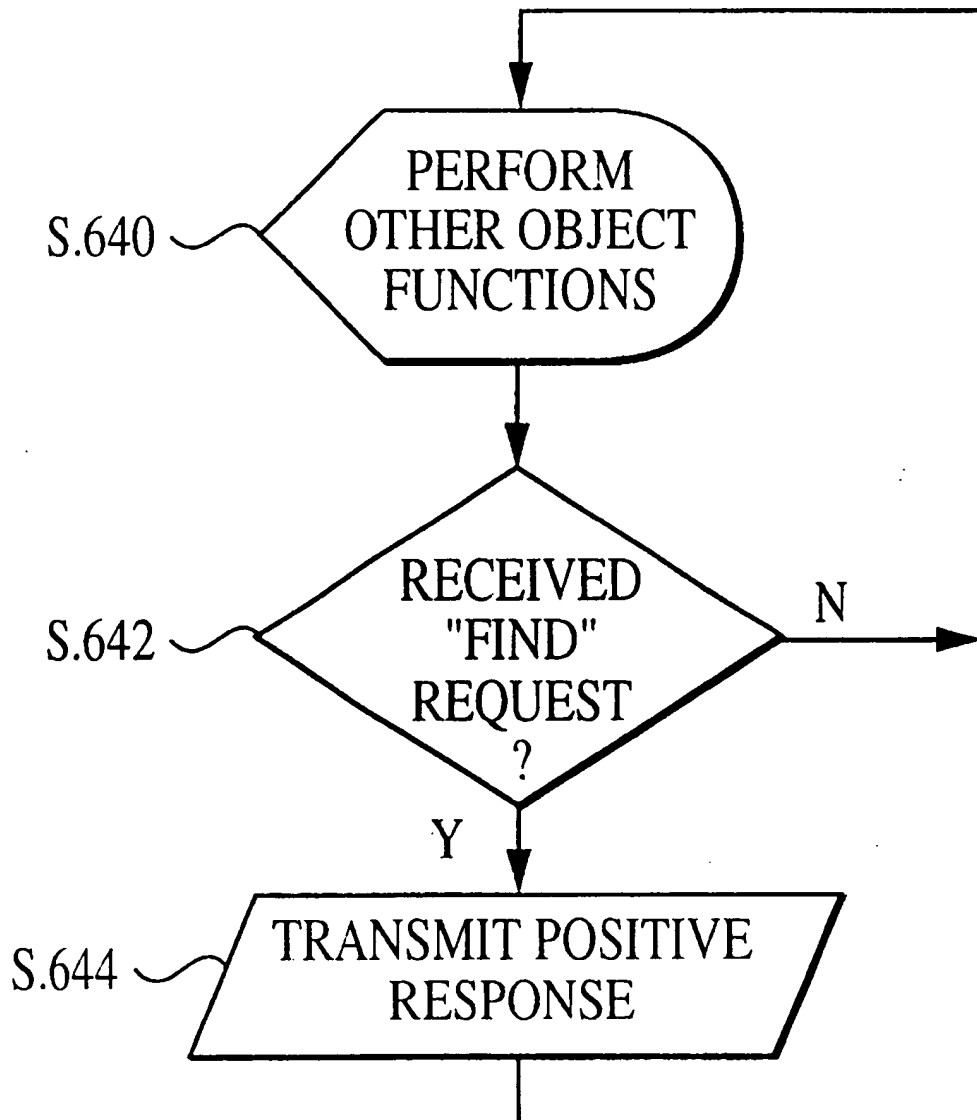 S.640
PERFORM
OTHER OBJECT
FUNCTIONS
S.642
RECEIVED
"FIND"
REQUEST
?
N
Y
S.644
TRANSMIT POSITIVE
RESPONSE